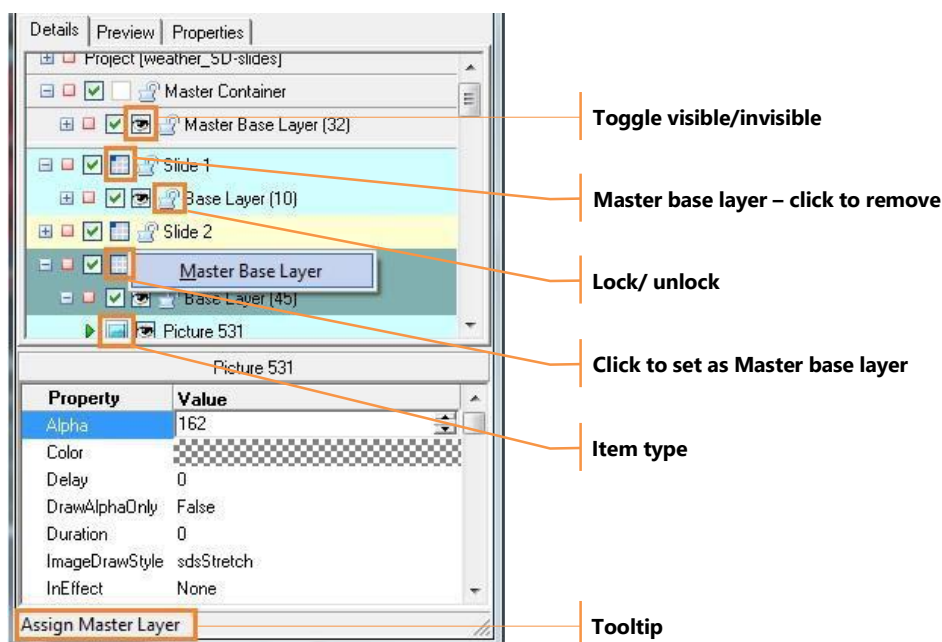 Details Preview Properties
Project [weather_SD-slides]
Master Container
Master Base Layer (32)
Toggle visible/invisible
Slide 1
Master base layer – click to remove
Base Layer (10)
Slide 2
Master Base Layer
Lock/ unlock
Base Layer (45)
Picture 531
Click to set as Master base layer
Picture 531
Property Value
Alpha 162
Color
Item type
Delay 0
DrawAlphaOnly False
Duration 0
ImageDrawStyle sdsStretch
InEffect None
Assign Master Layer
Tooltip